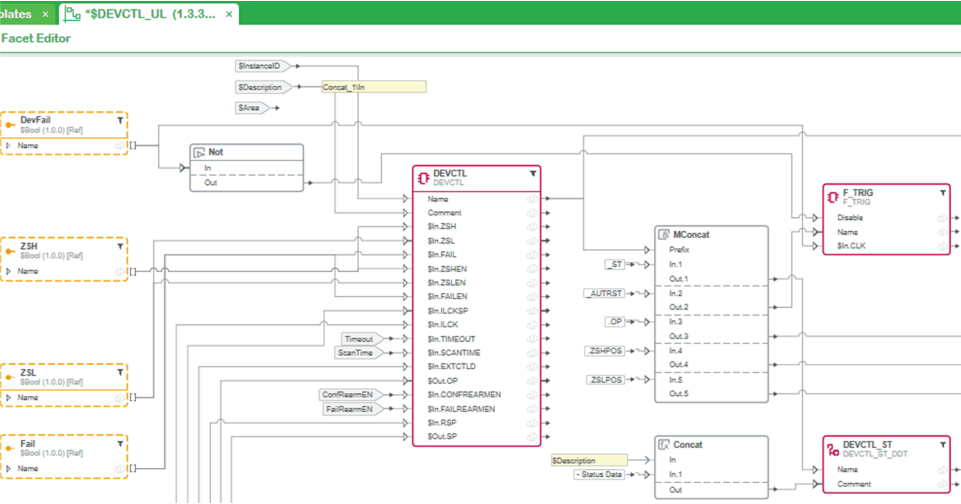 plates ×
*$DEVCTL_UL (1.3.3... ×
Facet Editor
$InstanceID
$Description
Concat_1\In
$Area
DevFail
$Bool (1.0.0) [Ref]
Name
[]
Not
In
Out
ZSH
$Bool (1.0.0) [Ref]
Name
[]
ZSL
$Bool (1.0.0) [Ref]
Name
[]
Fail
$Bool (1.0.0) [Ref]
Name
[]
Timeout
ScanTime
ConfRearmEN
FailRearmEN
DEVCTL
DEVCTL
Name
Comment
$In.ZSH
$In.ZSL
$In.FAIL
$In.ZSHEN
$In.ZSLEN
$In.FAILEN
$In.ILCKSP
$In.ILCK
$In.TIMEOUT
$In.SCANTIME
$In.EXTCTLD
$Out.OP
$In.CONFREARMEN
$In.FAILREARMEN
$In.RSP
$Out.SP
_ST
_AUTRST
.OP
.ZSHPOS
.ZSLPOS
MConcat
Prefix
In.1
Out.1
In.2
Out.2
In.3
Out.3
In.4
Out.4
In.5
Out.5
$Description
- Status Data
Concat
In
In.1
Out
F_TRIG
F_TRIG
Disable
Name
$In.CLK
DEVCTL_ST
DEVCTL_ST_DDT
Name
Comment